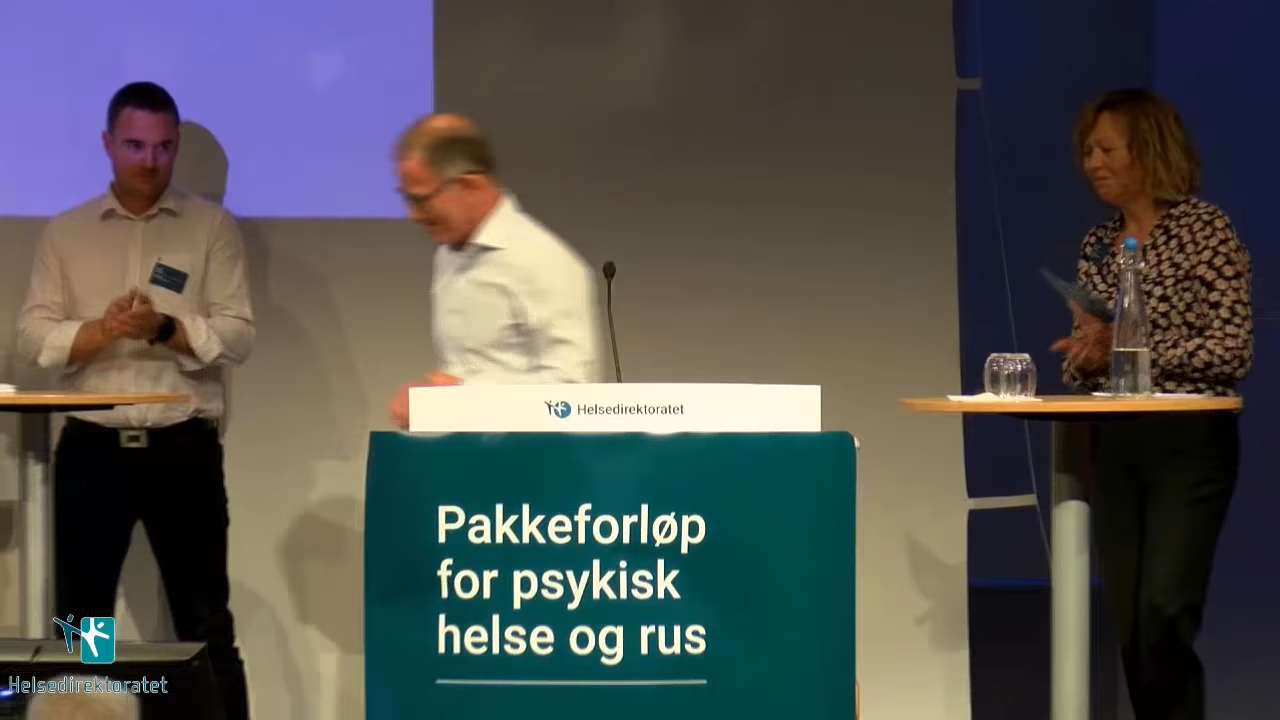 Helsedirektoratet
Pakkeforløp
for psykisk
helse og rus
Helsedirektoratet